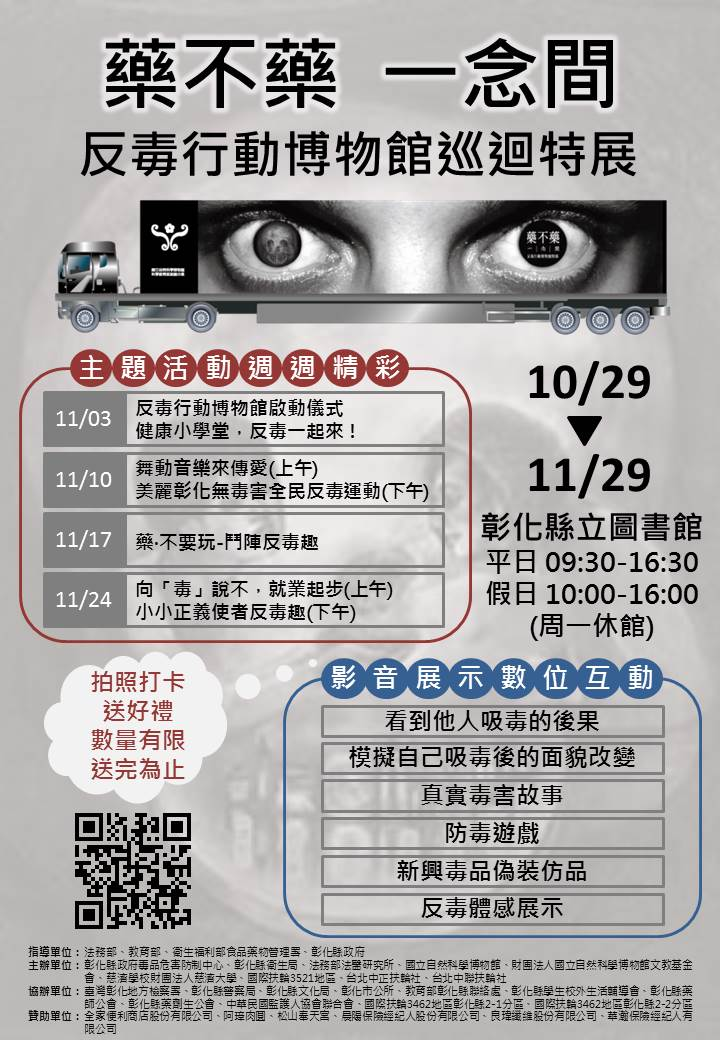 藥不藥 一念間
反毒行動博物館巡迴特展
藥不藥
一念間
主題活動週週精彩
11/03
反毒行動博物館啟動儀式
健康小學堂，反毒一起來！
11/10
舞動音樂來傳愛(上午)
美麗彰化無毒害全民反毒運動(下午)
11/17
藥‧不要玩-鬥陣反毒趣
11/24
向「毒」說不，就業起步(上午)
小小正義使者反毒趣(下午)
10/29
▼
11/29
彰化縣立圖書館
平日 09:30-16:30
假日 10:00-16:00
(周一休館)
拍照打卡
送好禮
數量有限
送完為止
影音展示數位互動
看到他人吸毒的後果
模擬自己吸毒後的面貌改變
真實毒害故事
防毒遊戲
新興毒品偽裝仿品
反毒體感展示
指導單位：法務部、教育部、衛生福利部食品藥物管理署、彰化縣政府
主辦單位：彰化縣政府毒品危害防制中心、彰化縣衛生局、法務部法醫研究所、國立自然科學博物館、財團法人國立自然科學博物館文教基金
會、慈濟學校財團法人慈濟大學、國際扶輪3521地區、台北中正扶輪社、台北中聯扶輪社
協辦單位：臺灣彰化地方檢察署、彰化縣警察局、彰化縣文化局、彰化市公所、教育部彰化縣聯絡處、彰化縣學生校外生活輔導會、彰化縣藥
師公會、彰化縣藥劑生公會、中華民國監護人協會聯合會、國際扶輪3462地區彰化縣2-1分區、國際扶輪3462地區彰化縣2-2分區
贊助單位：全家便利商店股份有限公司、阿璋肉圓、松山奉天宮、晨陽保險經紀人股份有限公司、良瑋纖維股份有限公司、華瀚保險經紀人有
限公司